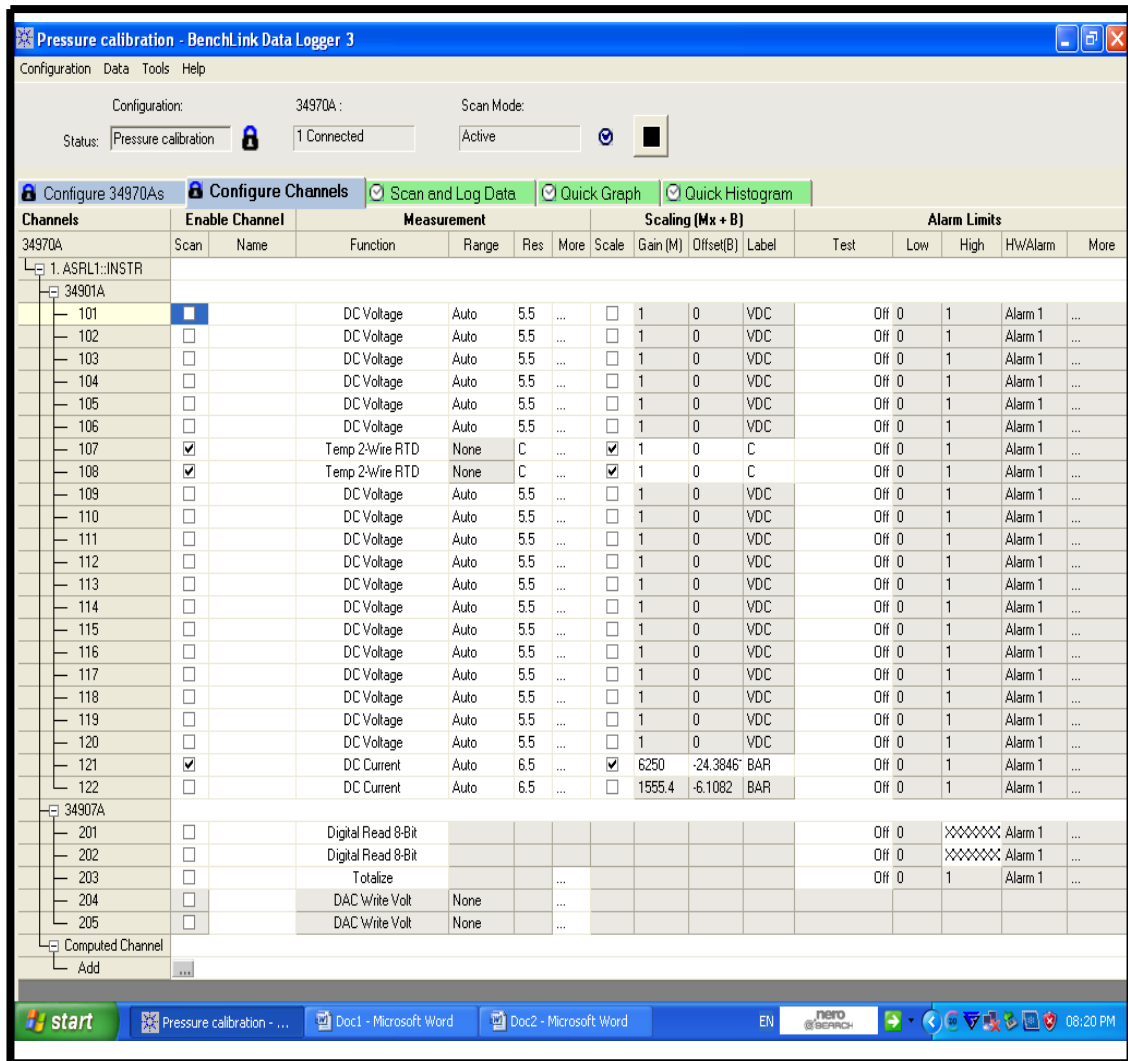 Pressure calibration - BenchLink Data Logger 3
Configuration Data Tools Help
Configuration: 34970A : Scan Mode:
Status: Pressure calibration 1 Connected Active
Configure 34970As Configure Channels Scan and Log Data Quick Graph Quick Histogram
Channels Enable Channel Measurement Scaling (Mx + B) Alarm Limits
34970A Scan Name Function Range Res More Scale Gain (M) Offset(B) Label Test Low High HWAlarm More
1. ASRL1::INSTR
34901A
101 DC Voltage Auto 5.5 ... 1 0 VDC Off 0 1 Alarm 1 ...
102 DC Voltage Auto 5.5 ... 1 0 VDC Off 0 1 Alarm 1 ...
103 DC Voltage Auto 5.5 ... 1 0 VDC Off 0 1 Alarm 1 ...
104 DC Voltage Auto 5.5 ... 1 0 VDC Off 0 1 Alarm 1 ...
105 DC Voltage Auto 5.5 ... 1 0 VDC Off 0 1 Alarm 1 ...
106 DC Voltage Auto 5.5 ... 1 0 VDC Off 0 1 Alarm 1 ...
107 Temp 2-Wire RTD None C ... 1 0 C Off 0 1 Alarm 1 ...
108 Temp 2-Wire RTD None C ... 1 0 C Off 0 1 Alarm 1 ...
109 DC Voltage Auto 5.5 ... 1 0 VDC Off 0 1 Alarm 1 ...
110 DC Voltage Auto 5.5 ... 1 0 VDC Off 0 1 Alarm 1 ...
111 DC Voltage Auto 5.5 ... 1 0 VDC Off 0 1 Alarm 1 ...
112 DC Voltage Auto 5.5 ... 1 0 VDC Off 0 1 Alarm 1 ...
113 DC Voltage Auto 5.5 ... 1 0 VDC Off 0 1 Alarm 1 ...
114 DC Voltage Auto 5.5 ... 1 0 VDC Off 0 1 Alarm 1 ...
115 DC Voltage Auto 5.5 ... 1 0 VDC Off 0 1 Alarm 1 ...
116 DC Voltage Auto 5.5 ... 1 0 VDC Off 0 1 Alarm 1 ...
117 DC Voltage Auto 5.5 ... 1 0 VDC Off 0 1 Alarm 1 ...
118 DC Voltage Auto 5.5 ... 1 0 VDC Off 0 1 Alarm 1 ...
119 DC Voltage Auto 5.5 ... 1 0 VDC Off 0 1 Alarm 1 ...
120 DC Voltage Auto 5.5 ... 1 0 VDC Off 0 1 Alarm 1 ...
121 DC Current Auto 6.5 ... 6250 -24.3846 BAR Off 0 1 Alarm 1 ...
122 DC Current Auto 6.5 ... 1555.4 -6.1082 BAR Off 0 1 Alarm 1 ...
34907A
201 Digital Read 8-Bit Off 0 XXXXXX Alarm 1 ...
202 Digital Read 8-Bit Off 0 XXXXXX Alarm 1 ...
203 Totalize ... Off 0 1 Alarm 1 ...
204 DAC Write Volt None ...
205 DAC Write Volt None ...
Computed Channel
Add ...
start Pressure calibration - ... Doc1 - Microsoft Word Doc2 - Microsoft Word EN nero SEARCH 08:20 PM